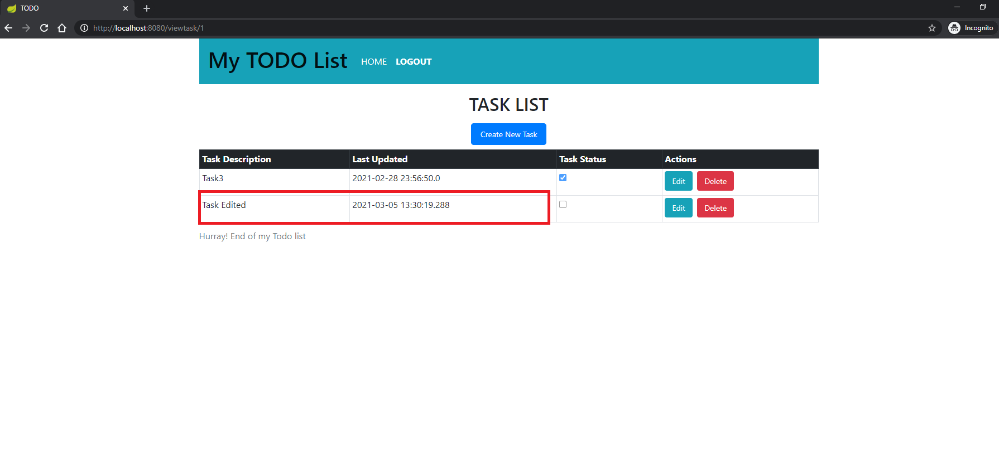 TODO
http://localhost:8080/viewtask/1
Incognito
My TODO List HOME LOGOUT
TASK LIST
Create New Task
Task Description Last Updated Task Status Actions
Task3 2021-02-28 23:56:50.0 Edit Delete
Task Edited 2021-03-05 13:30:19.288 Edit Delete
Hurray! End of my Todo list